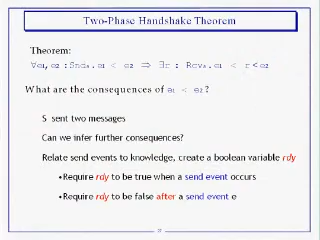 Two-Phase Handshake Theorem
Theorem:
∀e₁,e₂:Sndₛ.e₁ < e₂ ⇒ ∃r : Rcvₛ.e₁ < r<e₂
What are the consequences of e₁ < e₂?
S sent two messages
Can we infer further consequences?
Relate send events to knowledge, create a boolean variable rdy
•Require rdy to be true when a send event occurs
•Require rdy to be false after a send event e